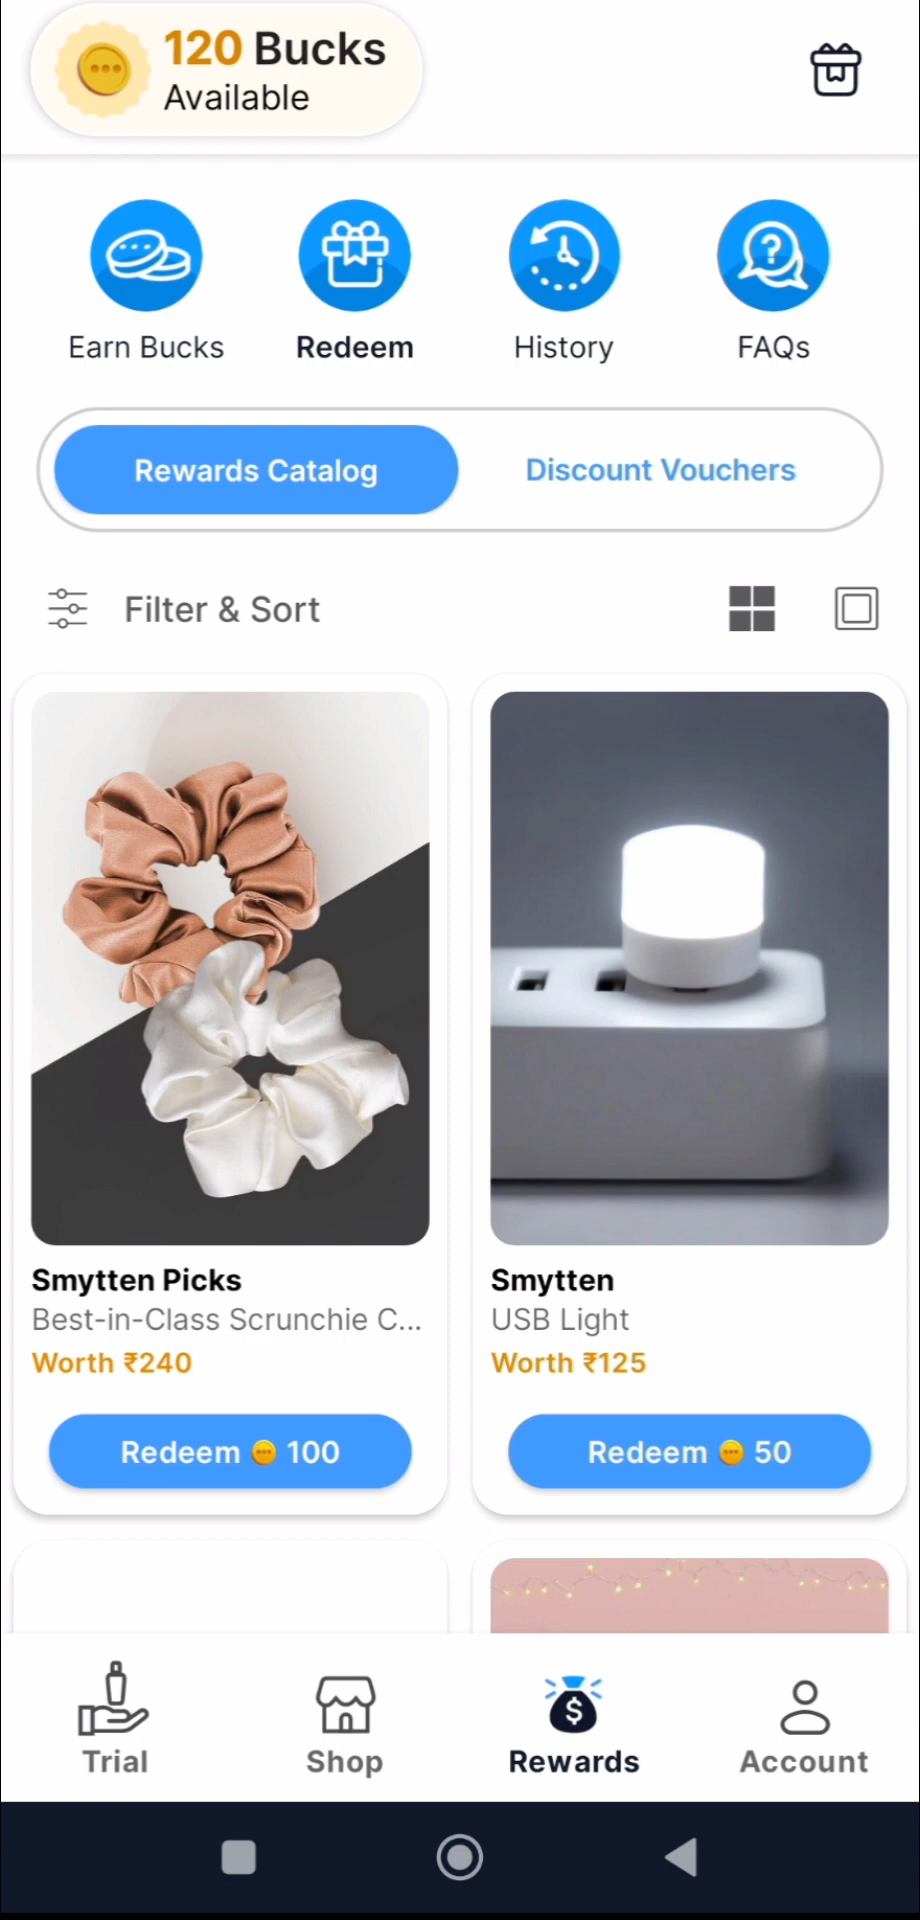 120 Bucks
Available
Earn Bucks
Redeem
History
FAQs
Rewards Catalog
Discount Vouchers
Filter & Sort
Smytten Picks
Best-in-Class Scrunchie C...
Worth ₹240
Redeem 100
Smytten
USB Light
Worth ₹125
Redeem 50
Trial
Shop
Rewards
Account